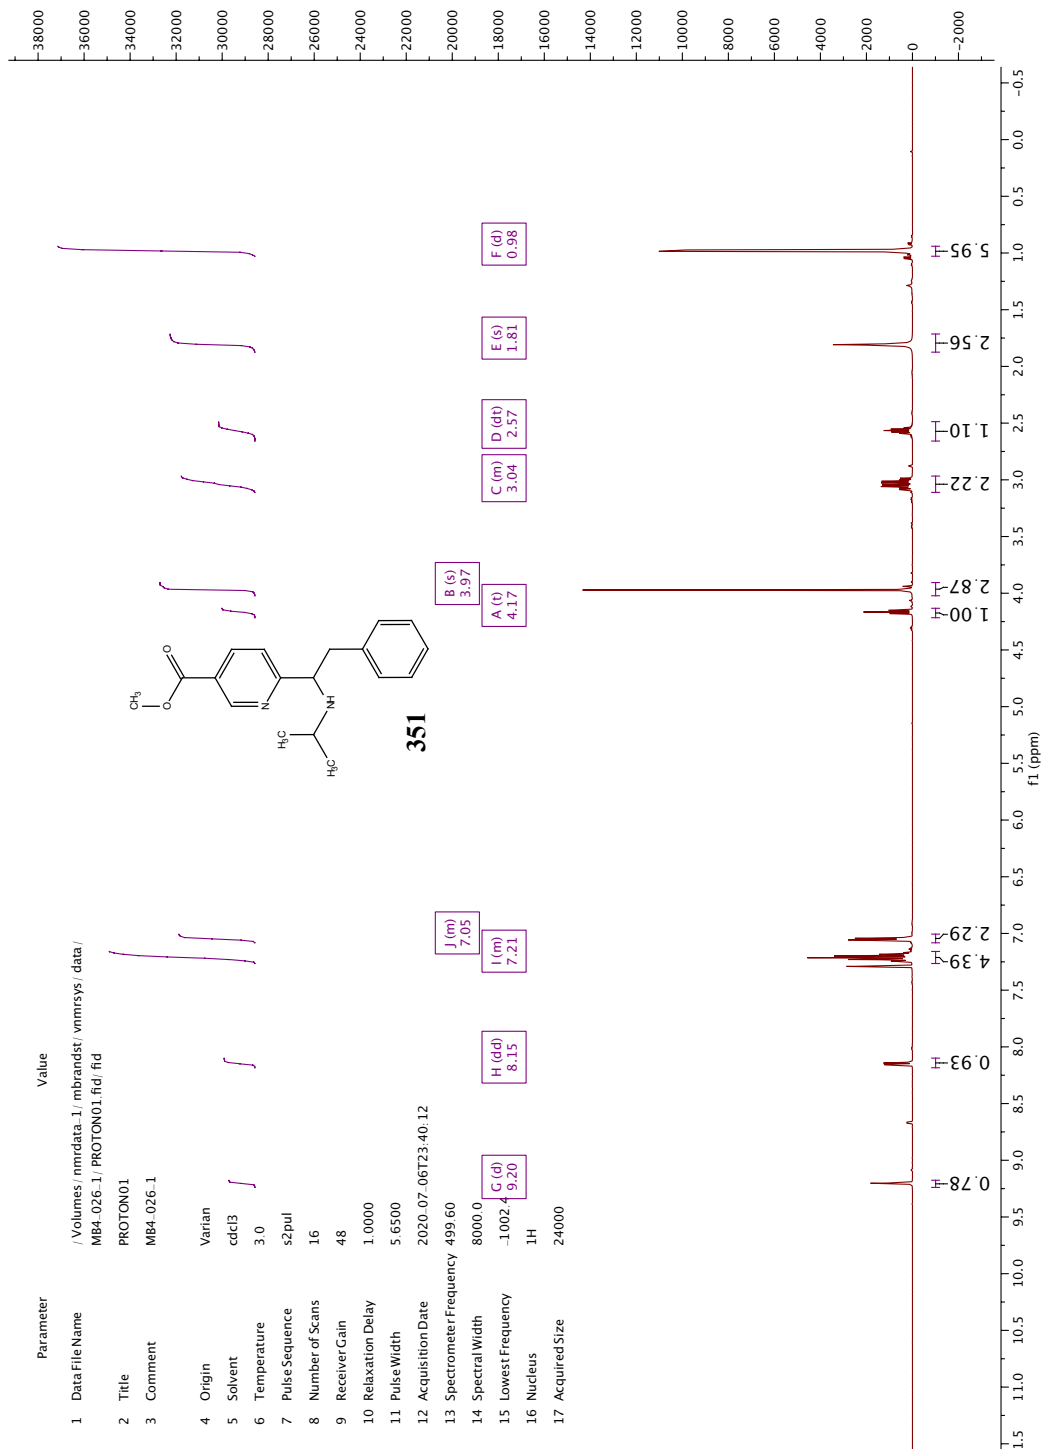 Parameter Value
1 Data File Name / Volumes/ nmrdata_1/ mbrandst/ vnmrsys/ data/
MB4_026_1/ PROTON01.fid/ fid
2 Title PROTON01
3 Comment MB4_026_1
4 Origin Varian
5 Solvent cdcl3
6 Temperature 3.0
7 Pulse Sequence s2pul
8 Number of Scans 16
9 Receiver Gain 48
10 Relaxation Delay 1.0000
11 Pulse Width 5.6500
12 Acquisition Date 2020_07_06T23:40:12
13 Spectrometer Frequency 499.60
14 Spectral Width 8000.0
15 Lowest Frequency _1002.4
16 Nucleus 1H
17 Acquired Size 24000
CH3
O
O
N
NH
H3C
H3C
351
G (d)
9.20
H (dd)
8.15
J (m)
7.05
I (m)
7.21
B (s)
3.97
A (t)
4.17
C (m)
3.04
D (dt)
2.57
E (s)
1.81
F (d)
0.98
0.78
0.93
4.39
2.29
1.00
2.87
2.22
1.10
2.56
5.95
11.5 11.0 10.5 10.0 9.5 9.0 8.5 8.0 7.5 7.0 6.5 6.0 5.5 5.0 4.5 4.0 3.5 3.0 2.5 2.0 1.5 1.0 0.5 0.0 −0.5
f1 (ppm)
38000
36000
34000
32000
30000
28000
26000
24000
22000
20000
18000
16000
14000
12000
10000
8000
6000
4000
2000
0
−2000